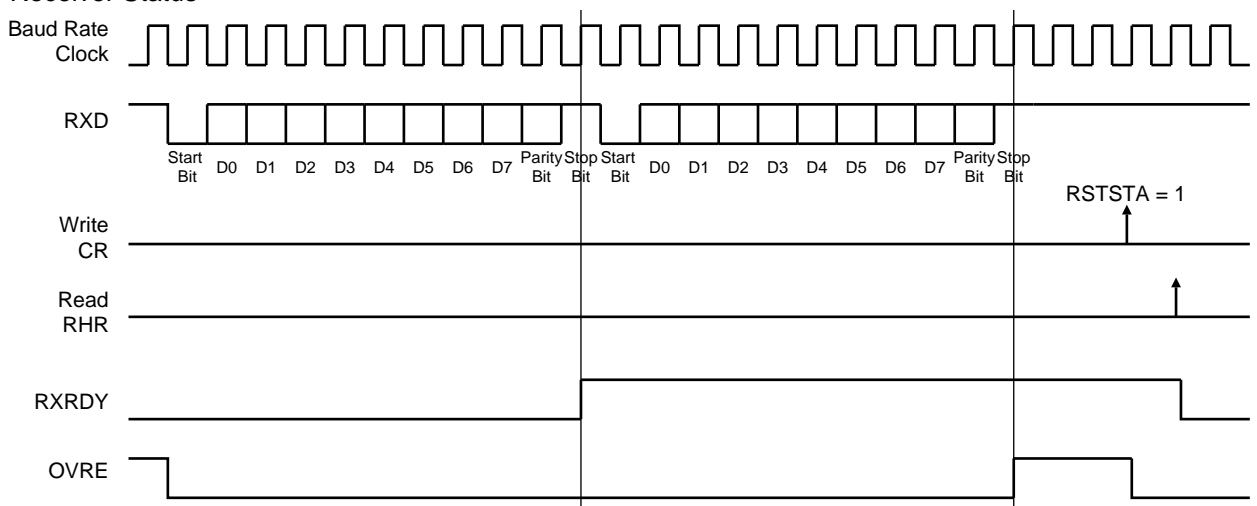 Receiver Status
Baud Rate
Clock
RXD
Start
Bit
D0
D1
D2
D3
D4
D5
D6
D7
Parity
Bit
Stop
Bit
Start
Bit
D0
D1
D2
D3
D4
D5
D6
D7
Parity
Bit
Stop
Bit
RSTSTA = 1
Write
CR
Read
RHR
RXRDY
OVRE